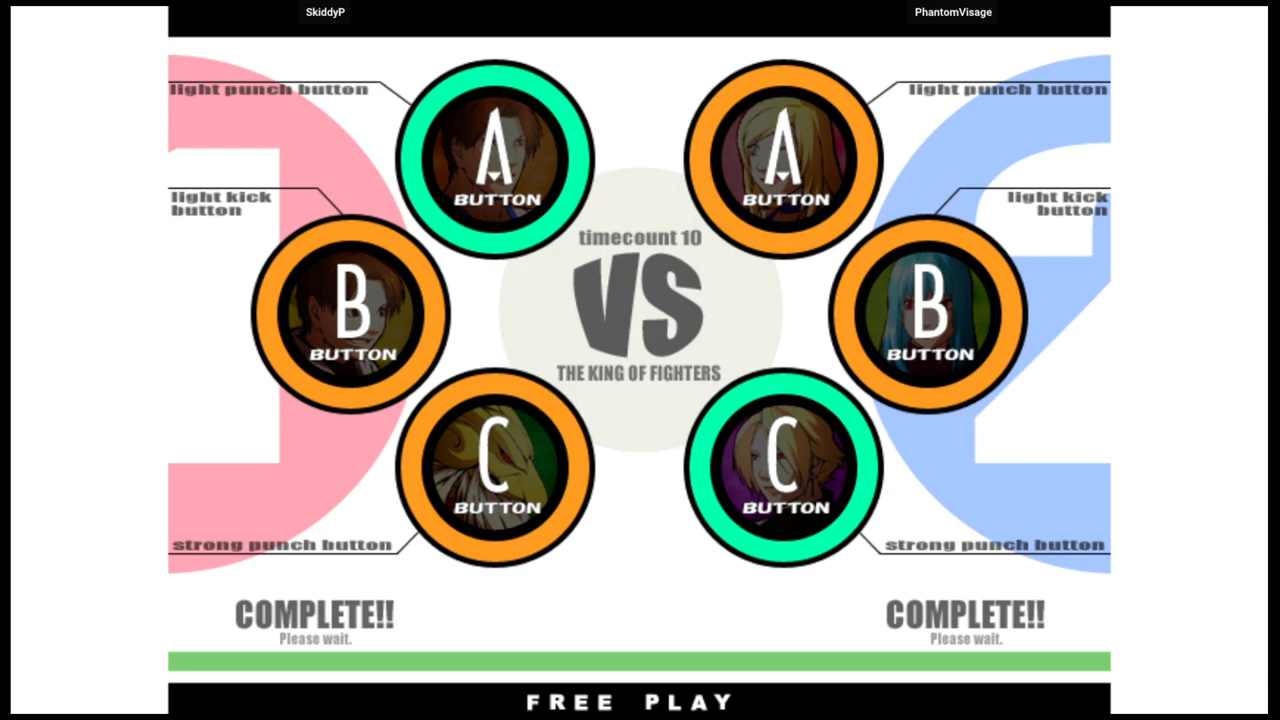 SkiddyP
PhantomVisage
light punch button
A
BUTTON
A
BUTTON
light punch button
light kick
button
light kick
button
timecount 10
VS
THE KING OF FIGHTERS
B
BUTTON
B
BUTTON
C
BUTTON
C
BUTTON
strong punch button
strong punch button
COMPLETE!!
Please wait.
COMPLETE!!
Please wait.
FREE PLAY